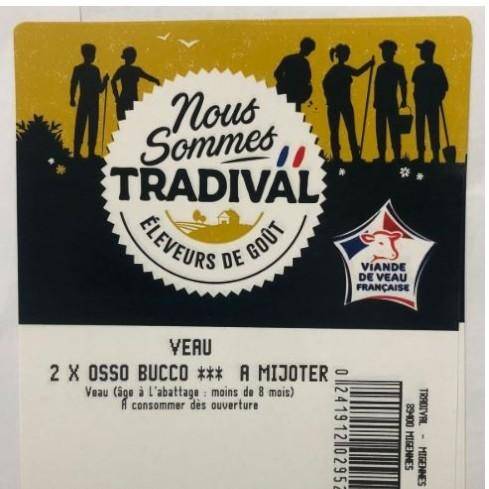 Nous
Sommes
TRADIVAL
ÉLEVEURS DE GOÛT
VIANDE
DE VEAU
FRANÇAISE
VEAU
2 X OSSO BUCCO *** A MIJOTER
Veau (âge à l'abattage : moins de 8 mois)
A consommer dès ouverture
024191202952
TRADIVAL - MIGENNES
89400 MIGENNES